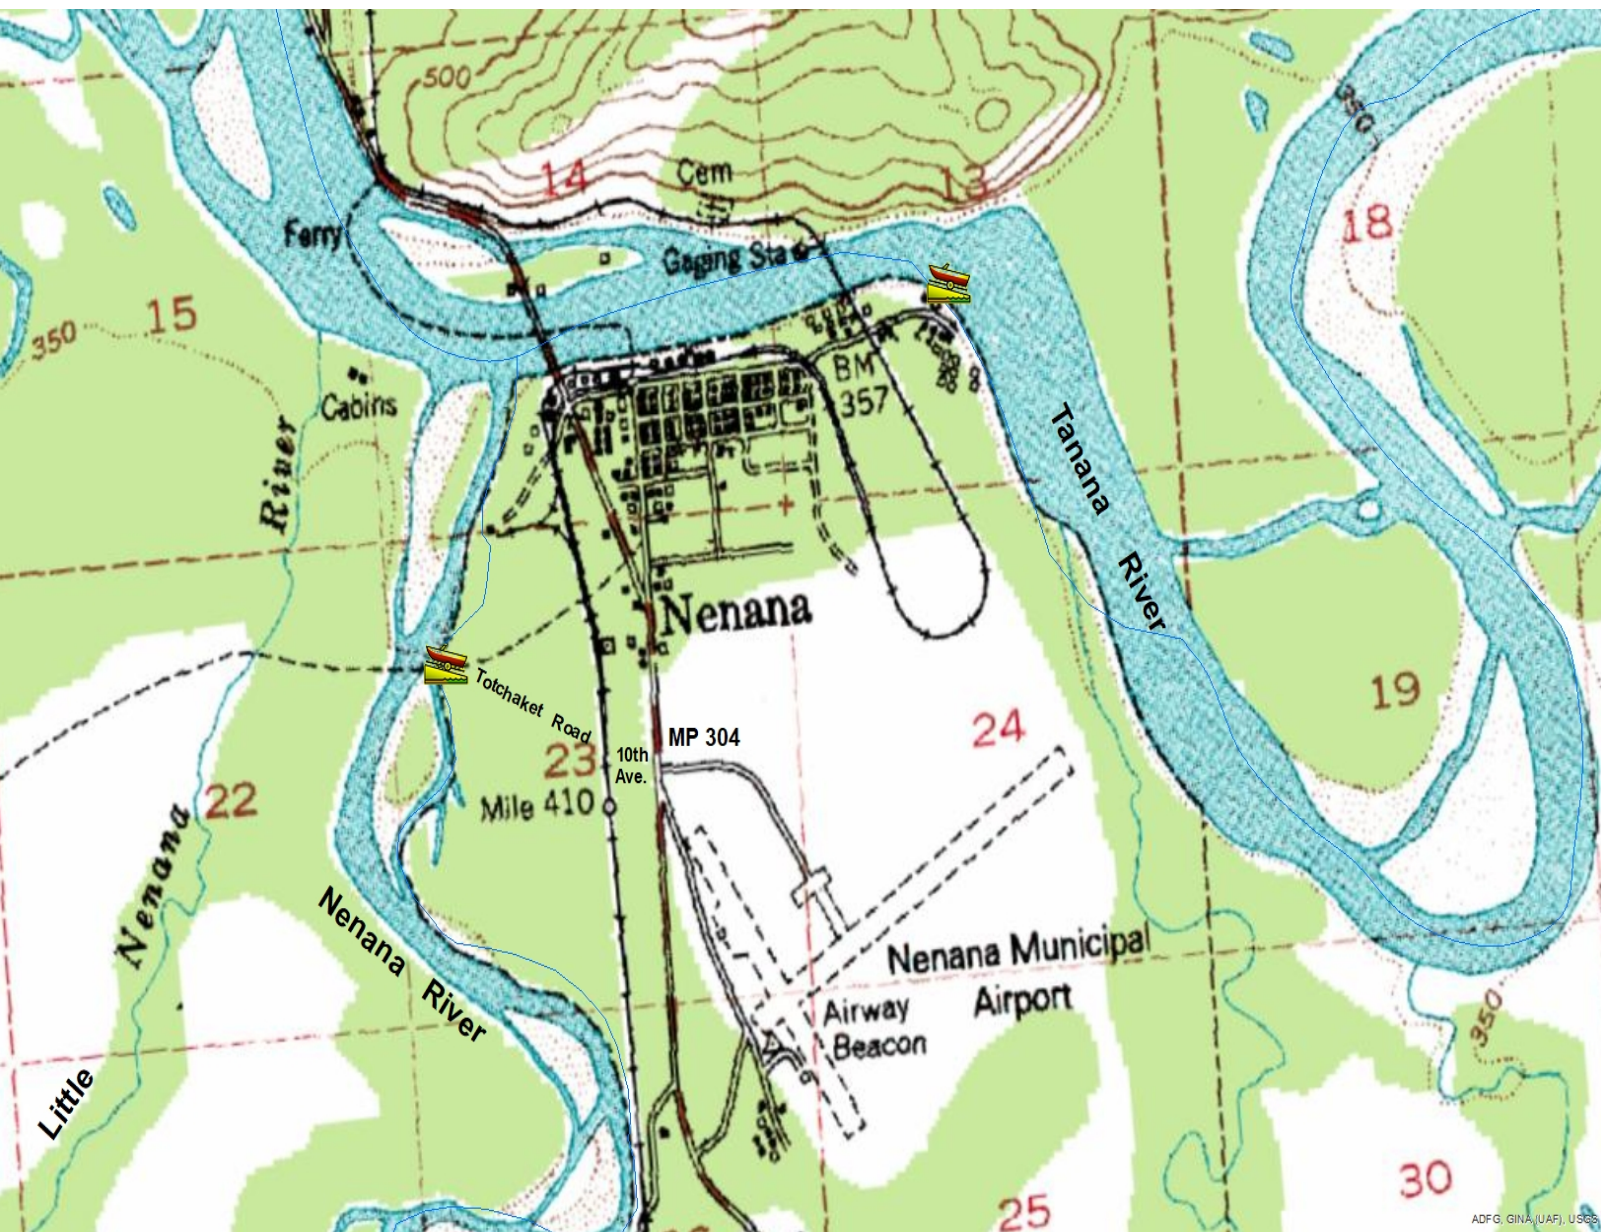 500
350
Cem
14
13
18
Ferry
Gaging Sta
15
350
BM
357
Cabins
Tanana
River
River
Nenana
19
Totchaket Road
MP 304
24
23
10th
Ave.
22
Mile 410
Nenana
Nenana River
Nenana Municipal
Airport
Airway
Beacon
350
Little
30
25
ADFG, GINA (UAF), USGS